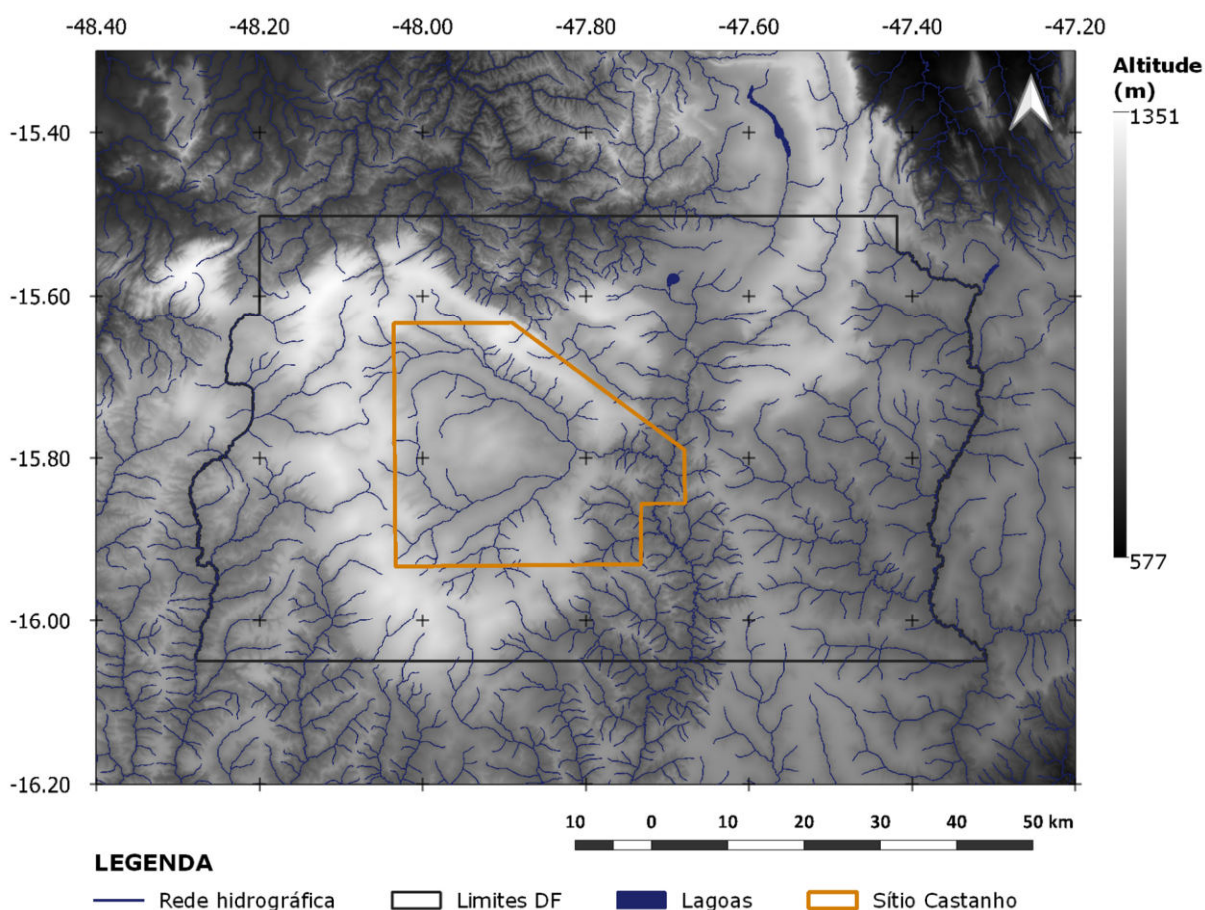 -48.40 -48.20 -48.00 -47.80 -47.60 -47.40 -47.20
Altitude
(m)
1351
-15.40
-15.60
-15.80
577
-16.00
-16.20
10 0 10 20 30 40 50 km
LEGENDA
Rede hidrográfica Limites DF Lagoas Sítio Castanho